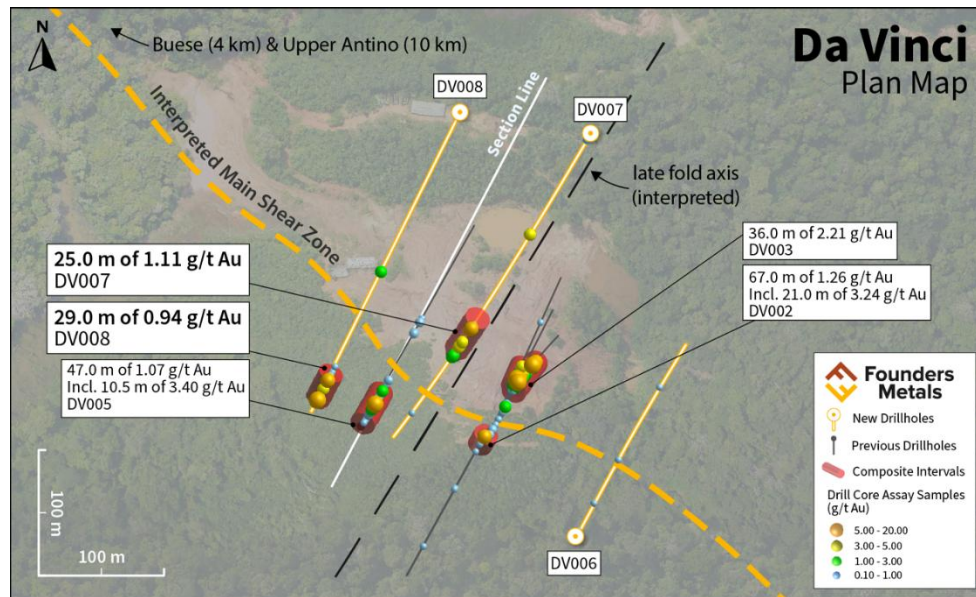 N
Buese (4 km) & Upper Antino (10 km)
Da Vinci
Plan Map
DV008
DV007
Section Line
Interpreted Main Shear Zone
late fold axis
(interpreted)
25.0 m of 1.11 g/t Au
DV007
29.0 m of 0.94 g/t Au
DV008
47.0 m of 1.07 g/t Au
Incl. 10.5 m of 3.40 g/t Au
DV005
36.0 m of 2.21 g/t Au
DV003
67.0 m of 1.26 g/t Au
Incl. 21.0 m of 3.24 g/t Au
DV002
DV006
100 m
100 m
Founders
Metals
New Drillholes
Previous Drillholes
Composite Intervals
Drill Core Assay Samples
(g/t Au)
5.00 - 20.00
3.00 - 5.00
1.00 - 3.00
0.10 - 1.00